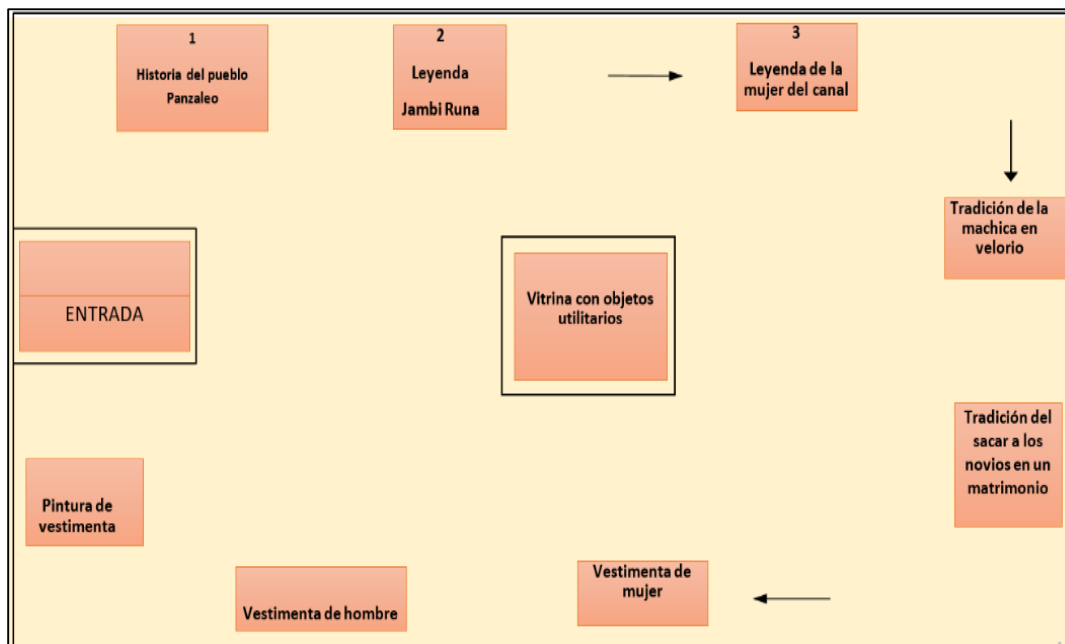 1
Historia del pueblo
Panzaleo
2
Leyenda
Jambi Runa
3
Leyenda de la
mujer del canal
Tradición de la
machica en
velorio
ENTRADA
Vitrina con objetos
utilitarios
Tradición del
sacar a los
novios en un
matrimonio
Pintura de
vestimenta
Vestimenta de hombre
Vestimenta de
mujer